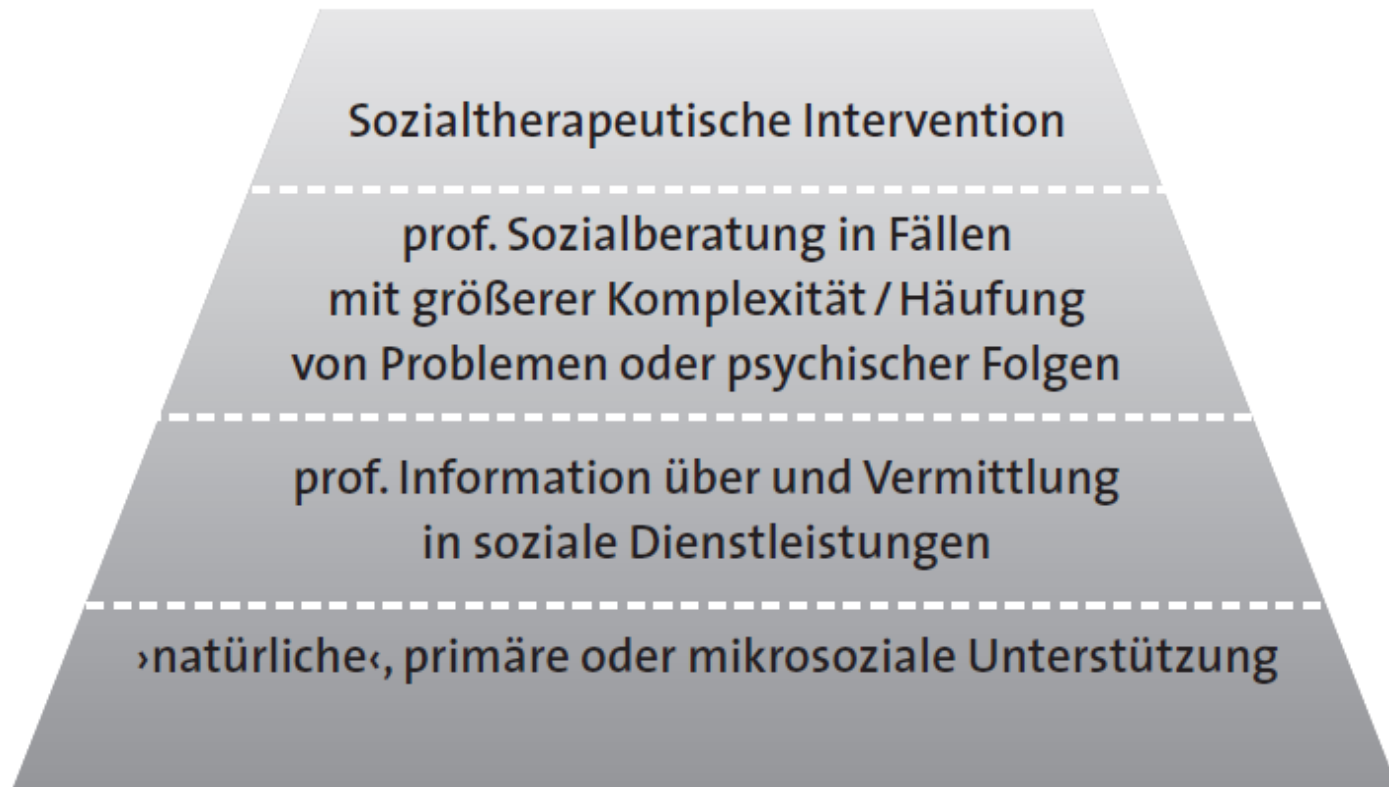 Sozialtherapeutische Intervention
prof. Sozialberatung in Fällen
mit größerer Komplexität / Häufung
von Problemen oder psychischer Folgen
prof. Information über und Vermittlung
in soziale Dienstleistungen
›natürliche‹, primäre oder mikrosoziale Unterstützung